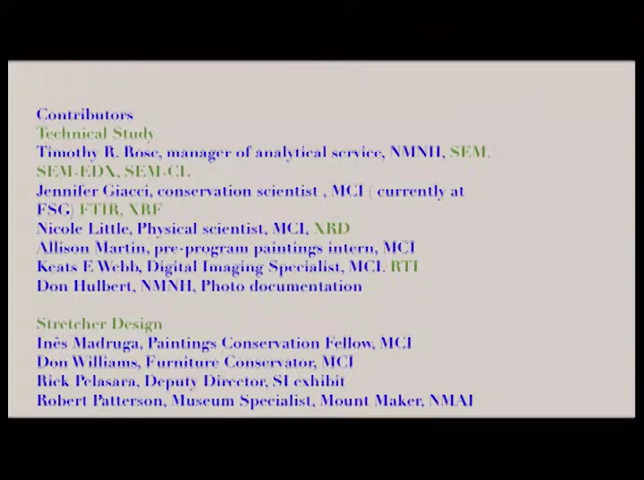 Contributors
Technical Study
Timothy R. Rose, manager of analytical service, NMNH, SEM.
SEM-EDX, SEM-CL
Jennifer Giacci, conservation scientist , MCI ( currently at
FSG) FTIR, XRF
Nicole Little, Physical scientist, MCI, XRD
Allison Martin, pre-program paintings intern, MCI
Keats F. Webb, Digital Imaging Specialist, MCI. RTI
Don Hulbert, NMNH, Photo documentation
Stretcher Design
Inês Madruga, Paintings Conservation Fellow, MCI
Don Williams, Furniture Conservator, MCI
Rick Pelasara, Deputy Director, SI exhibit
Robert Patterson, Museum Specialist, Mount Maker, NMAI